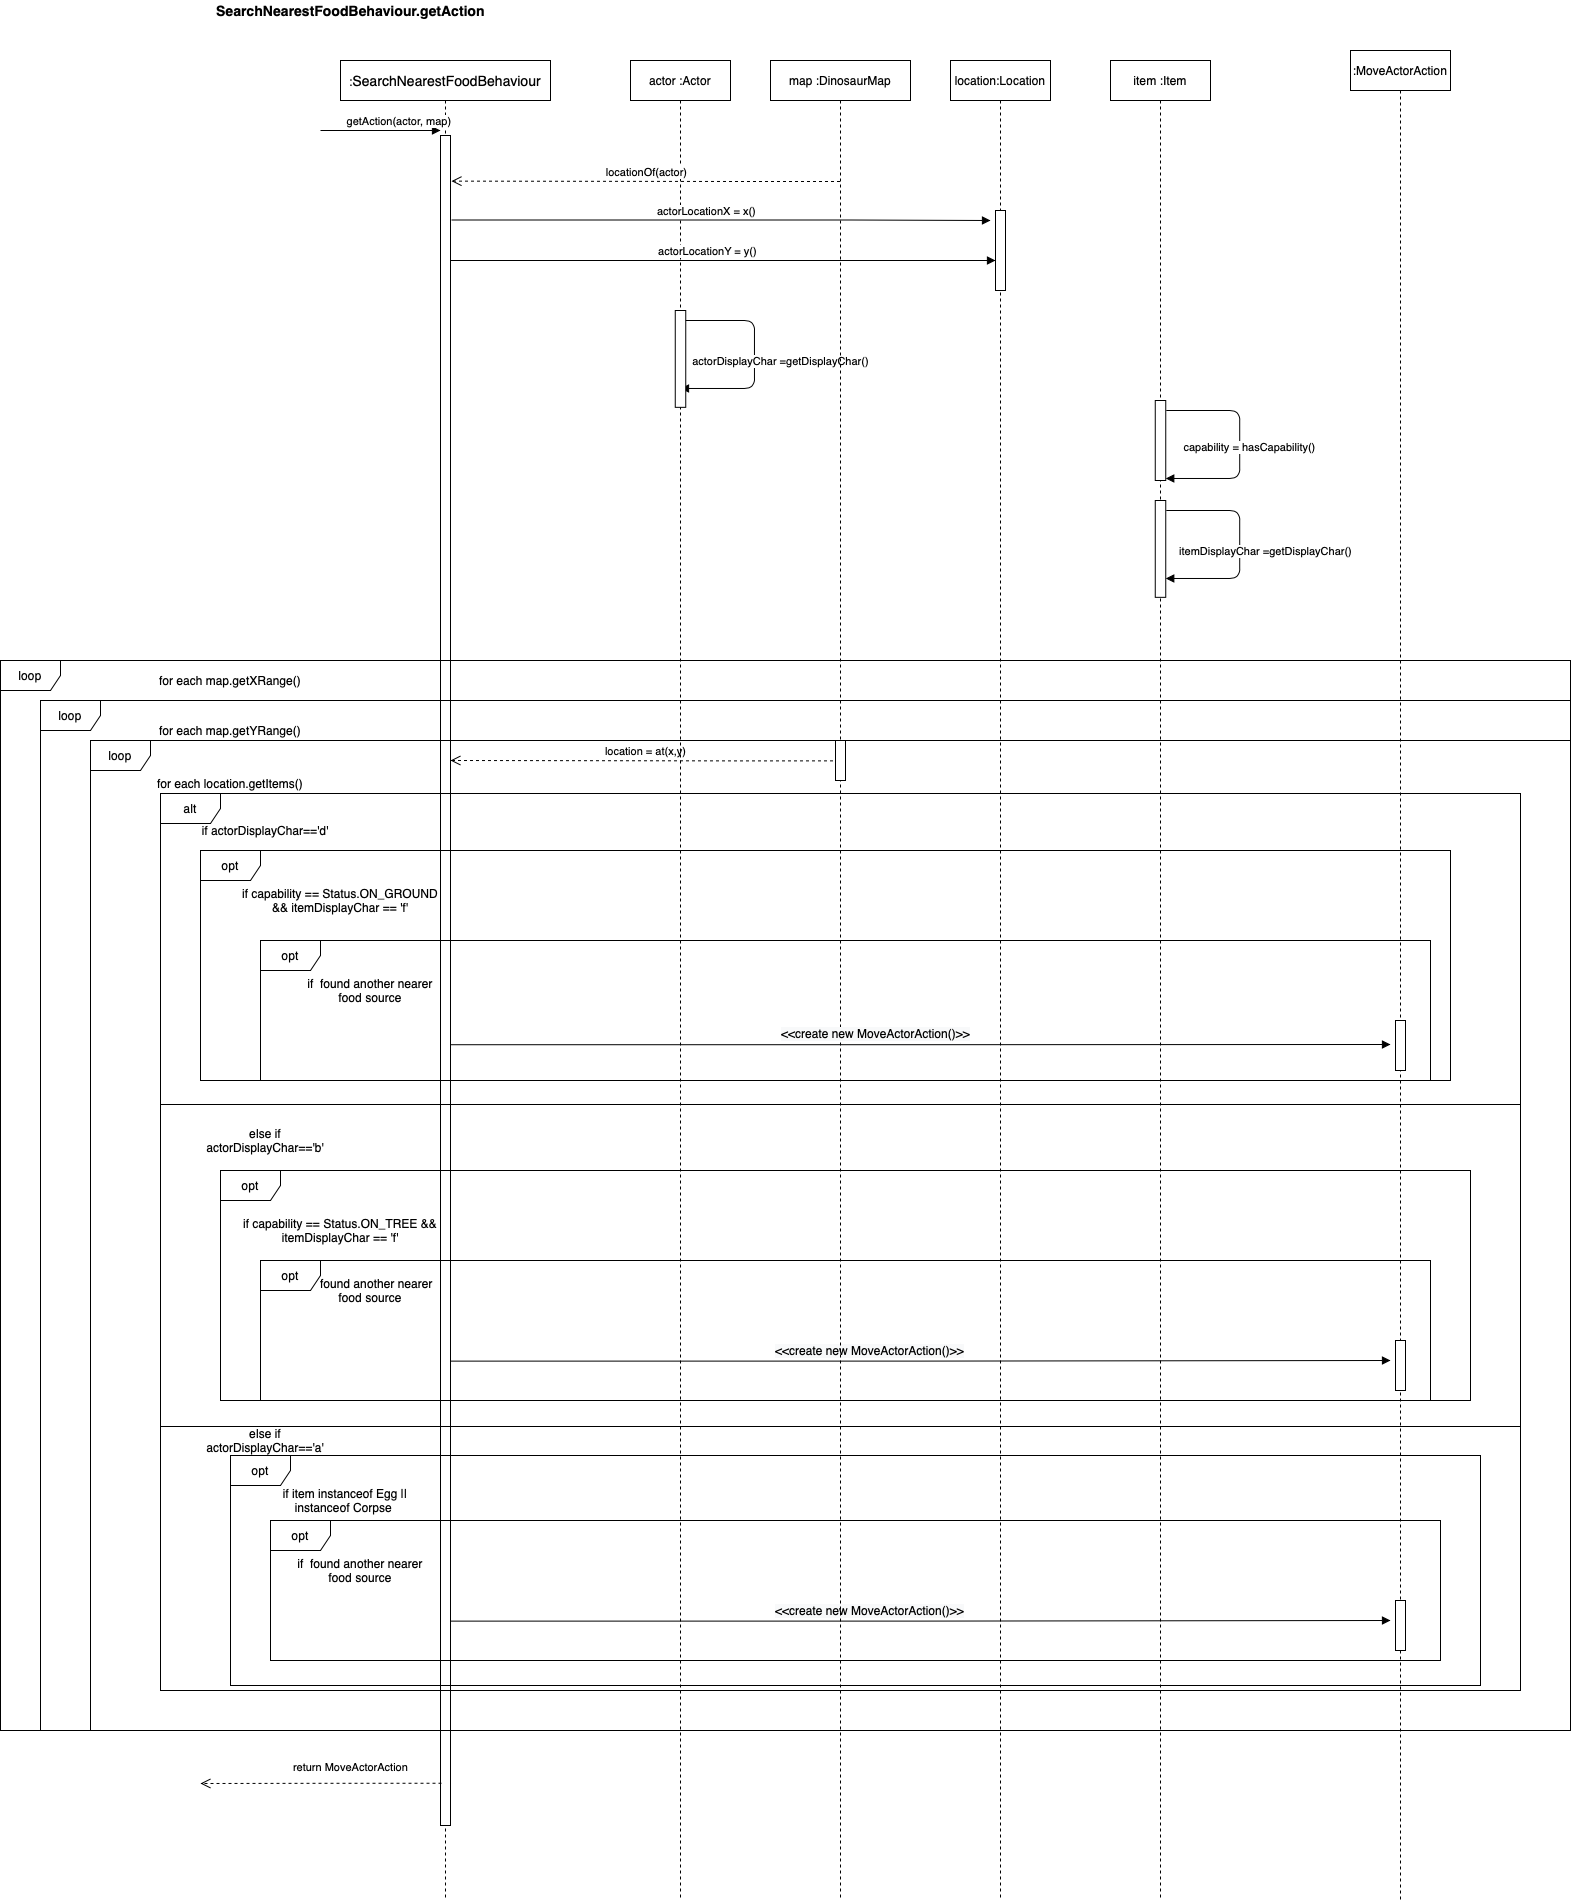 SearchNearestFoodBehaviour.getAction
:SearchNearestFoodBehaviour
actor :Actor
map :DinosaurMap
location:Location
item :Item
:MoveActorAction
getAction(actor, map)
locationOf(actor)
actorLocationX = x()
actorLocationY = y()
actorDisplayChar =getDisplayChar()
capability = hasCapability()
itemDisplayChar =getDisplayChar()
loop
for each map.getXRange()
loop
for each map.getYRange()
loop
location = at(x,y)
for each location.getItems()
alt
if actorDisplayChar=='d'
opt
if capability == Status.ON_GROUND
&& itemDisplayChar == 'f'
opt
if  found another nearer
food source
<<create new MoveActorAction()>>
else if
actorDisplayChar=='b'
opt
if capability == Status.ON_TREE &&
itemDisplayChar == 'f'
opt
found another nearer
food source
<<create new MoveActorAction()>>
else if
actorDisplayChar=='a'
opt
if item instanceof Egg II
instanceof Corpse
opt
if  found another nearer
food source
<<create new MoveActorAction()>>
return MoveActorAction